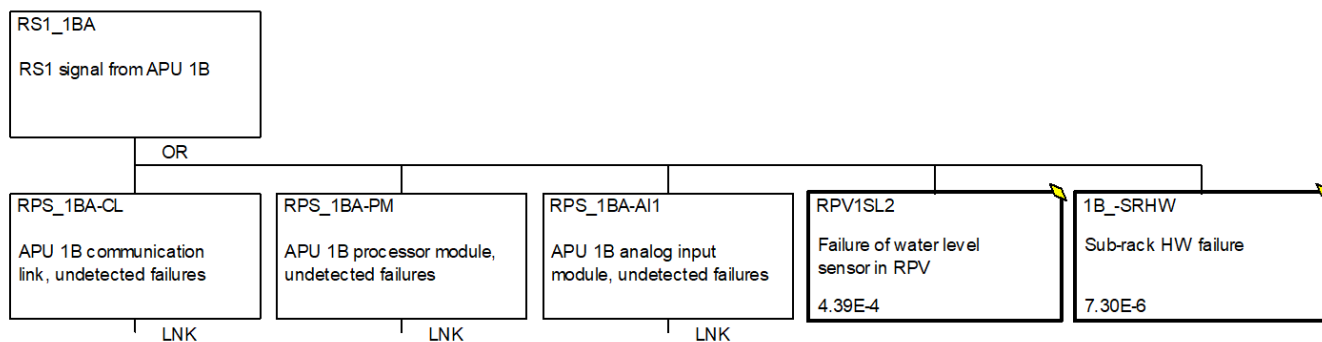 RS1_1BA
RS1 signal from APU 1B
OR
RPS_1BA-CL
APU 1B communication
link, undetected failures
LNK
RPS_1BA-PM
APU 1B processor module,
undetected failures
LNK
RPS_1BA-AI1
APU 1B analog input
module, undetected failures
LNK
RPV1SL2
Failure of water level
sensor in RPV
4.39E-4
1B_-SRHW
Sub-rack HW failure
7.30E-6